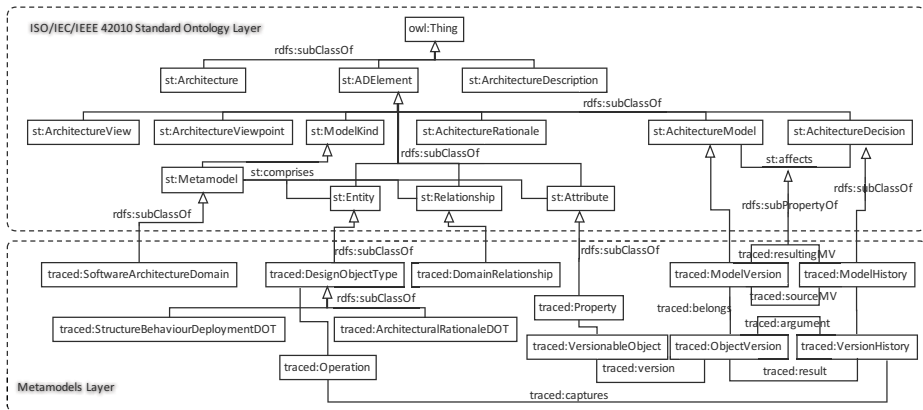 ISO/IEC/IEEE 42010 Standard Ontology Layer
owl:Thing
rdfs:subClassOf
st:Architecture
st:ADElement
st:ArchitectureDescription
rdfs:subClassOf
st:ArchitectureView
st:ArchitectureViewpoint
st:ModelKind
st:AchitectureRationale
st:AchitectureModel
st:AchitectureDecision
rdfs:subClassOf
st:affects
st:Metamodel
st:comprises
rdfs:subClassOf
st:Entity
st:Relationship
st:Attribute
rdfs:subClassOf
rdfs:subPropertyOf
rdfs:subClassOf
rdfs:subClassOf
traced:resultingMV
traced:SoftwareArchitectureDomain
traced:DesignObjectType
traced:DomainRelationship
traced:ModelVersion
traced:ModelHistory
rdfs:subClassOf
traced:sourceMV
traced:Property
traced:belongs
traced:StructureBehaviourDeploymentDOT
traced:ArchitecturalRationaleDOT
traced:argument
traced:VersionableObject
traced:ObjectVersion
traced:VersionHistory
traced:Operation
traced:version
traced:result
Metamodels Layer
traced:captures